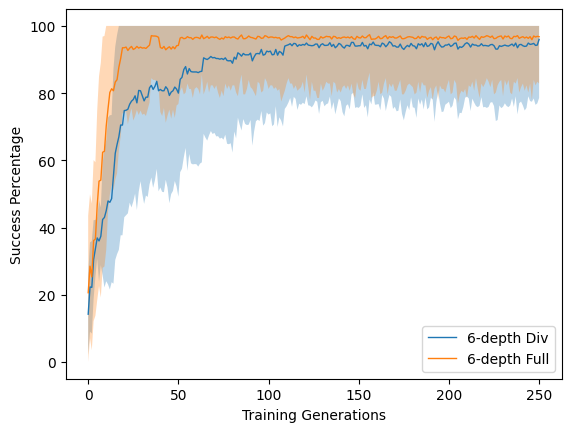 100
80
60
40
20
0
Success Percentage
0 50 100 150 200 250
Training Generations
6-depth Div
6-depth Full